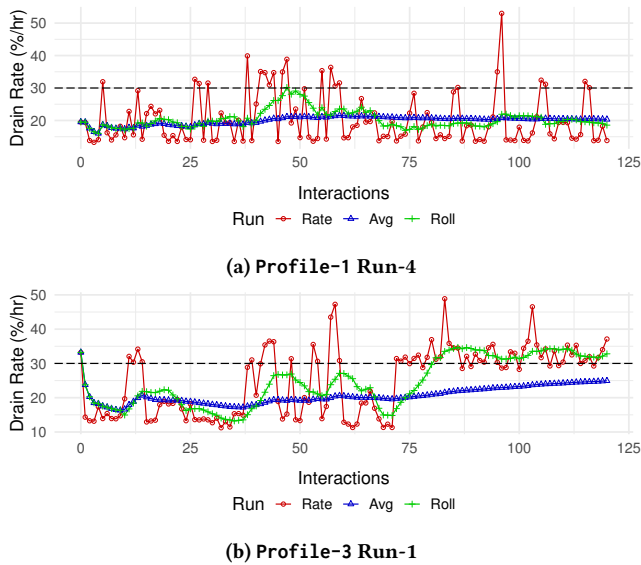 50
40
30
20
Drain Rate (%/hr)
0 25 50 75 100 125
Interactions
Run Rate Avg Roll
(a) Profile-1 Run-4
50
40
30
20
10
Drain Rate (%/hr)
0 25 50 75 100 125
Interactions
Run Rate Avg Roll
(b) Profile-3 Run-1